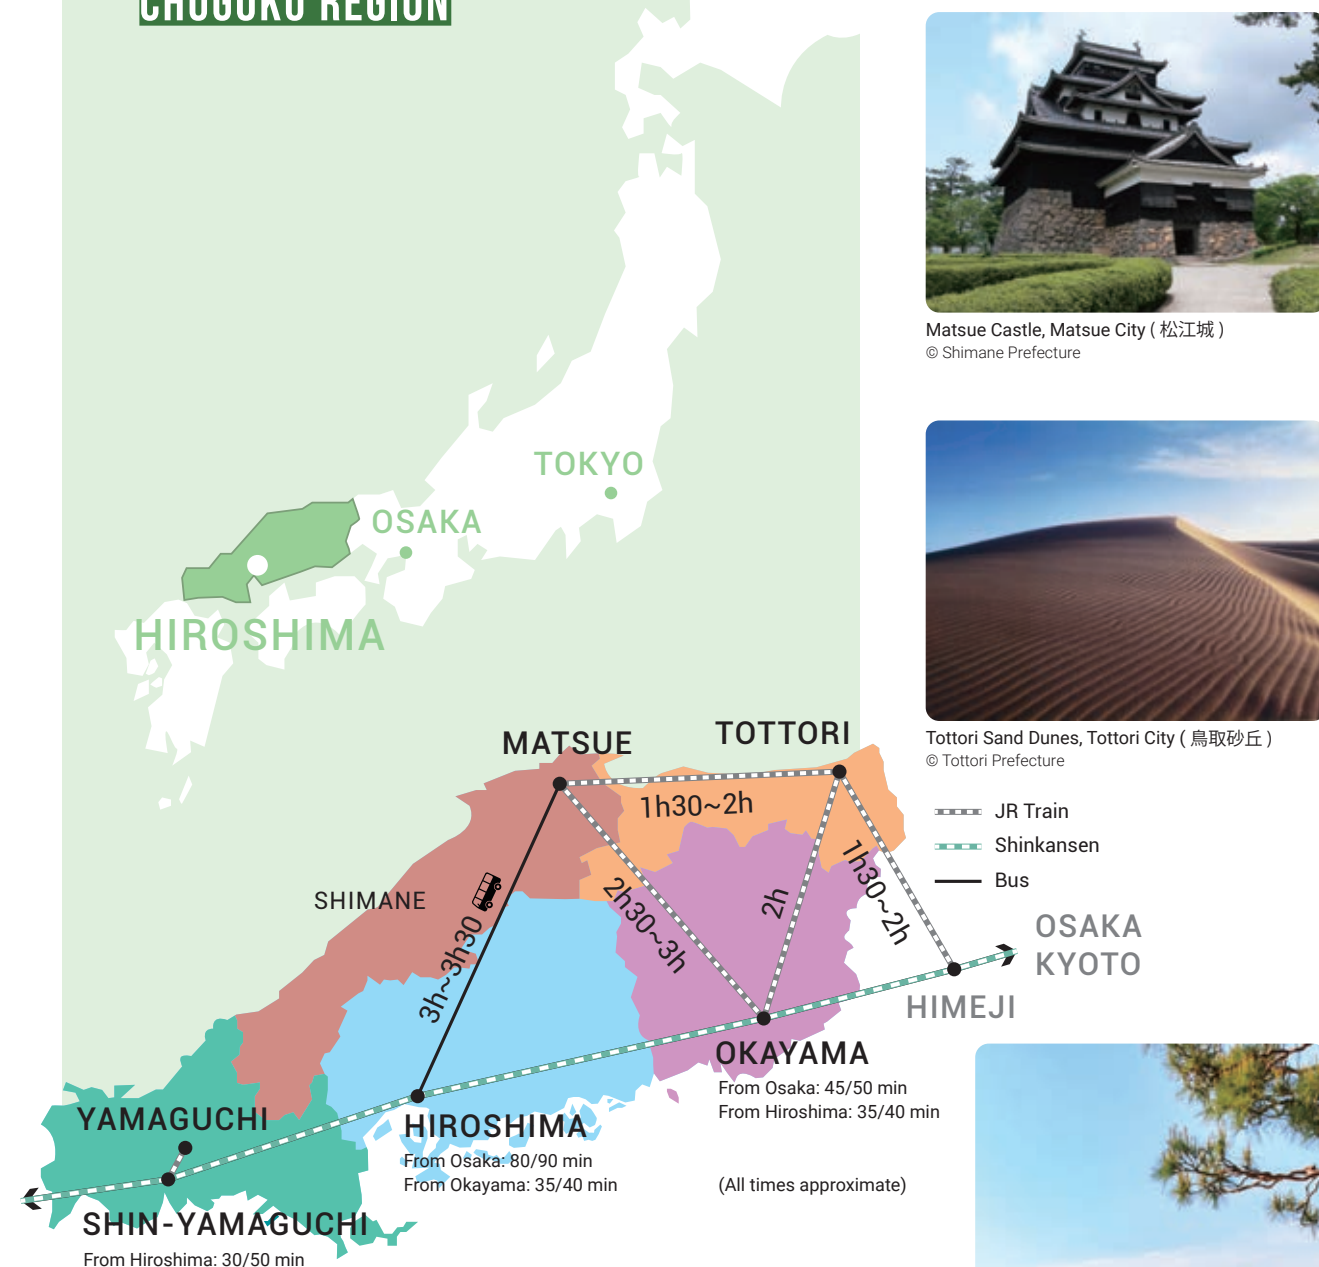 CHUGOKU REGION
TOKYO
OSAKA
HIROSHIMA
Matsue Castle, Matsue City ( 松江城 )
© Shimane Prefecture
Tottori Sand Dunes, Tottori City ( 鳥取砂丘 )
© Tottori Prefecture
JR Train
Shinkansen
Bus
MATSUE
TOTTORI
1h30~2h
SHIMANE
3h~3h30
2h30~3h
2h
1h30~2h
OSAKA
KYOTO
HIMEJI
OKAYAMA
From Osaka: 45/50 min
From Hiroshima: 35/40 min
YAMAGUCHI
HIROSHIMA
From Osaka: 80/90 min
From Okayama: 35/40 min
(All times approximate)
SHIN-YAMAGUCHI
From Hiroshima: 30/50 min